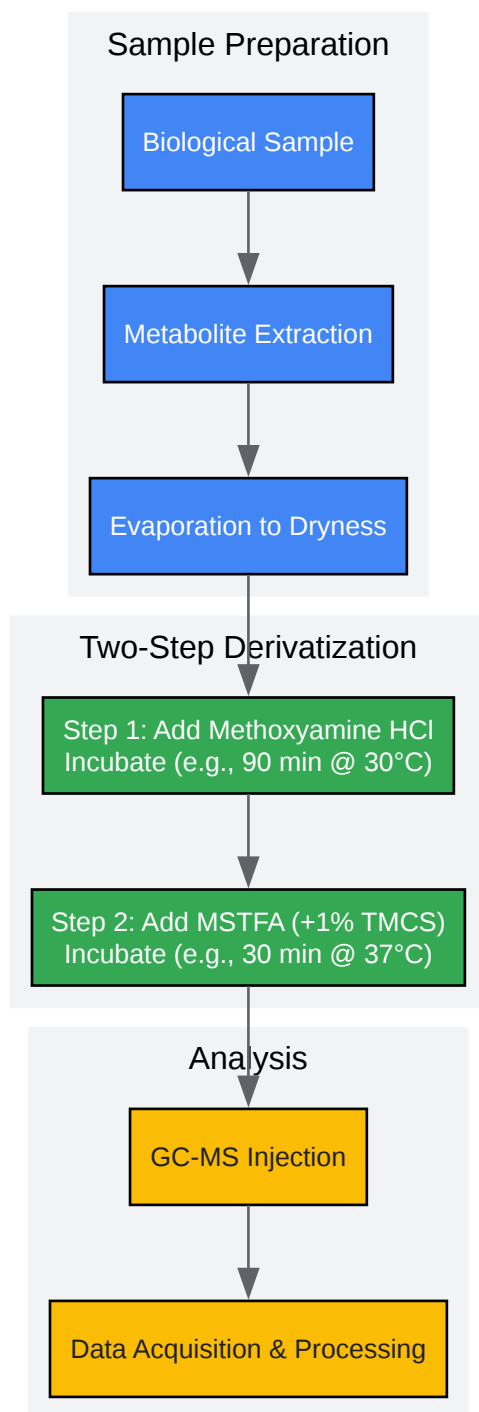 Sample Preparation
Biological Sample
Metabolite Extraction
Evaporation to Dryness
Two-Step Derivatization
Step 1: Add Methoxyamine HCl
Incubate (e.g., 90 min @ 30°C)
Step 2: Add MSTFA (+1% TMCS)
Incubate (e.g., 30 min @ 37°C)
Analysis
GC-MS Injection
Data Acquisition & Processing